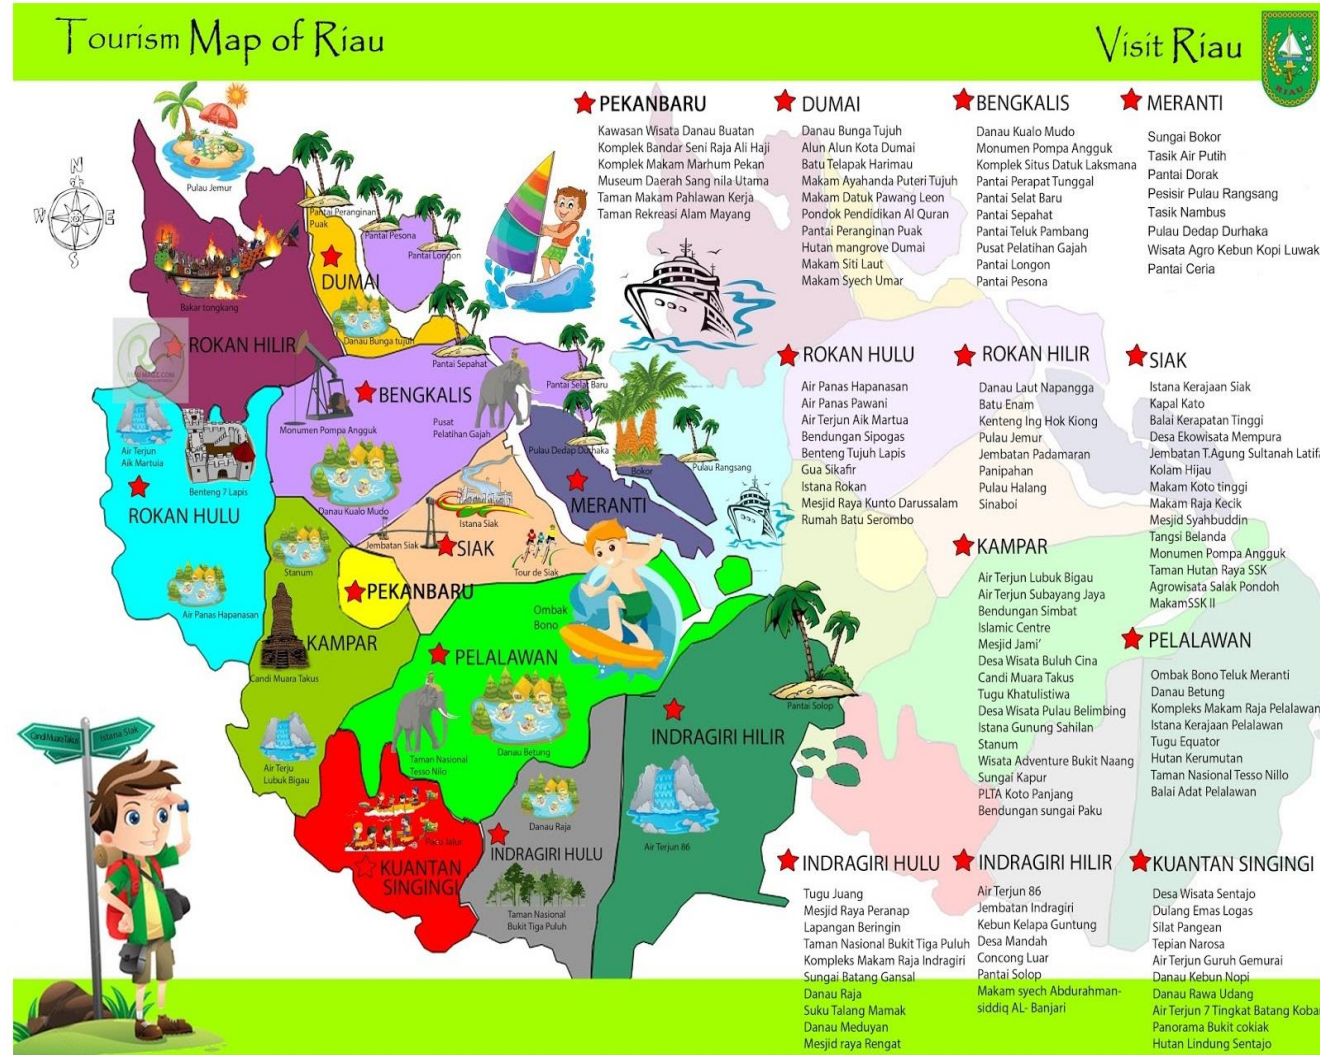 Tourism Map of Riau
Visit Riau
RIAU
N
W
E
S
Pulau Jemur
Bakar tongkang
ROKAN HILIR
Pantai Peranginan
Puak
Pantai Pesona
Pantai Longon
DUMAI
Danau Bunga tujuh
Pantai Sepahat
BENGKALIS
Monumen Pompa Angguk
Pusat
Pelatihan Gajah
Pantai Selat Baru
Danau Kualo Mudo
Air Terjun
Aik Martuia
Benteng 7 Lapis
ROKAN HULU
Air Panas Hapanasan
Pulau Dedap Durhaka
Bokor
Pulau Rangsang
MERANTI
Istana Siak
Jembatan Siak
SIAK
Tour de Siak
Stanum
PEKANBARU
KAMPAR
Candi Muara Takus
Air Terju
Lubuk Bigau
Ombak
Bono
PELALAWAN
Taman Nasional
Tesso Nilo
Danau Betung
Pantai Solop
INDRAGIRI HILIR
Air Terjun 86
Danau Raja
INDRAGIRI HULU
Taman Nasional
Bukit Tiga Puluh
Pacu Jalur
KUANTAN
SINGINGI
Candi Muara Takus
Istana Siak
PEKANBARU
Kawasan Wisata Danau Buatan
Komplek Bandar Seni Raja Ali Haji
Komplek Makam Marhum Pekan
Museum Daerah Sang nila Utama
Taman Makam Pahlawan Kerja
Taman Rekreasi Alam Mayang
DUMAI
Danau Bunga Tujuh
Alun Alun Kota Dumai
Batu Telapak Harimau
Makam Ayahanda Puteri Tujuh
Makam Datuk Pawang Leon
Pondok Pendidikan Al Quran
Pantai Peranginan Puak
Hutan mangrove Dumai
Makam Siti Laut
Makam Syech Umar
BENGKALIS
Danau Kualo Mudo
Monumen Pompa Angguk
Komplek Situs Datuk Laksmana
Pantai Perapat Tunggal
Pantai Selat Baru
Pantai Sepahat
Pantai Teluk Pambang
Pusat Pelatihan Gajah
Pantai Longon
Pantai Pesona
MERANTI
Sungai Bokor
Tasik Air Putih
Pantai Dorak
Pesisir Pulau Rangsang
Tasik Nambus
Pulau Dedap Durhaka
Wisata Agro Kebun Kopi Luwak
Pantai Ceria
ROKAN HULU
Air Panas Hapanasan
Air Panas Pawani
Air Terjun Aik Martua
Bendungan Sipogas
Benteng Tujuh Lapis
Gua Sikafir
Istana Rokan
Mesjid Raya Kunto Darussalam
Rumah Batu Serombo
ROKAN HILIR
Danau Laut Napangga
Batu Enam
Kenteng Ing Hok Kiong
Pulau Jemur
Jembatan Padamaran
Panipahan
Pulau Halang
Sinaboi
SIAK
Istana Kerajaan Siak
Kapal Kato
Balai Kerapatan Tinggi
Desa Ekowisata Mempura
Jembatan T.Agung Sultanah Latifa
Kolam Hijau
Makam Koto tinggi
Makam Raja Kecik
Mesjid Syahbuddin
Tangsi Belanda
Monumen Pompa Angguk
Taman Hutan Raya SSK
Agrowisata Salak Pondoh
MakamSSK II
KAMPAR
Air Terjun Lubuk Bigau
Air Terjun Subayang Jaya
Bendungan Simbat
Islamic Centre
Mesjid Jami'
Desa Wisata Buluh Cina
Candi Muara Takus
Tugu Khatulistiwa
Desa Wisata Pulau Belimbing
Istana Gunung Sahilan
Stanum
Wisata Adventure Bukit Naang
Sungai Kapur
PLTA Koto Panjang
Bendungan sungai Paku
PELALAWAN
Ombak Bono Teluk Meranti
Danau Betung
Kompleks Makam Raja Pelalawan
Istana Kerajaan Pelalawan
Tugu Equator
Hutan Kerumutan
Taman Nasional Tesso Nillo
Balai Adat Pelalawan
INDRAGIRI HULU
Tugu Juang
Mesjid Raya Peranap
Lapangan Beringin
Taman Nasional Bukit Tiga Puluh
Kompleks Makam Raja Indragiri
Sungai Batang Gansal
Danau Raja
Suku Talang Mamak
Danau Meduyan
Mesjid raya Rengat
INDRAGIRI HILIR
Air Terjun 86
Jembatan Indragiri
Kebun Kelapa Guntung
Desa Mandah
Concong Luar
Pantai Solop
Makam syech Abdurahman-
siddiq AL- Banjari
KUANTAN SINGINGI
Desa Wisata Sentajo
Dulang Emas Logas
Silat Pangean
Tepian Narosa
Air Terjun Guruh Gemurai
Danau Kebun Nopi
Danau Rawa Udang
Air Terjun 7 Tingkat Batang Koba
Panorama Bukit cokiak
Hutan Lindung Sentajo